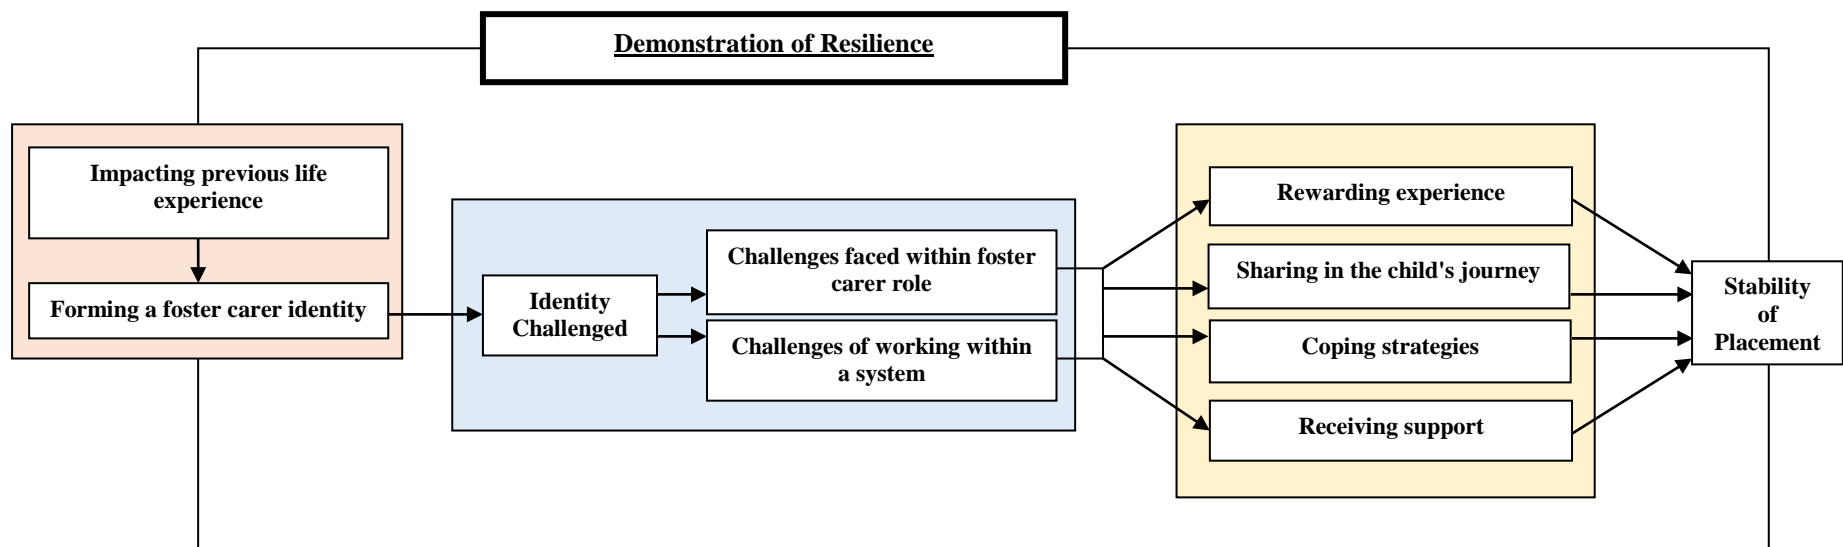 Demonstration of Resilience
Impacting previous life
experience
Forming a foster carer identity
Identity
Challenged
Challenges faced within foster
carer role
Challenges of working within
a system
Rewarding experience
Sharing in the child's journey
Coping strategies
Receiving support
Stability
of
Placement